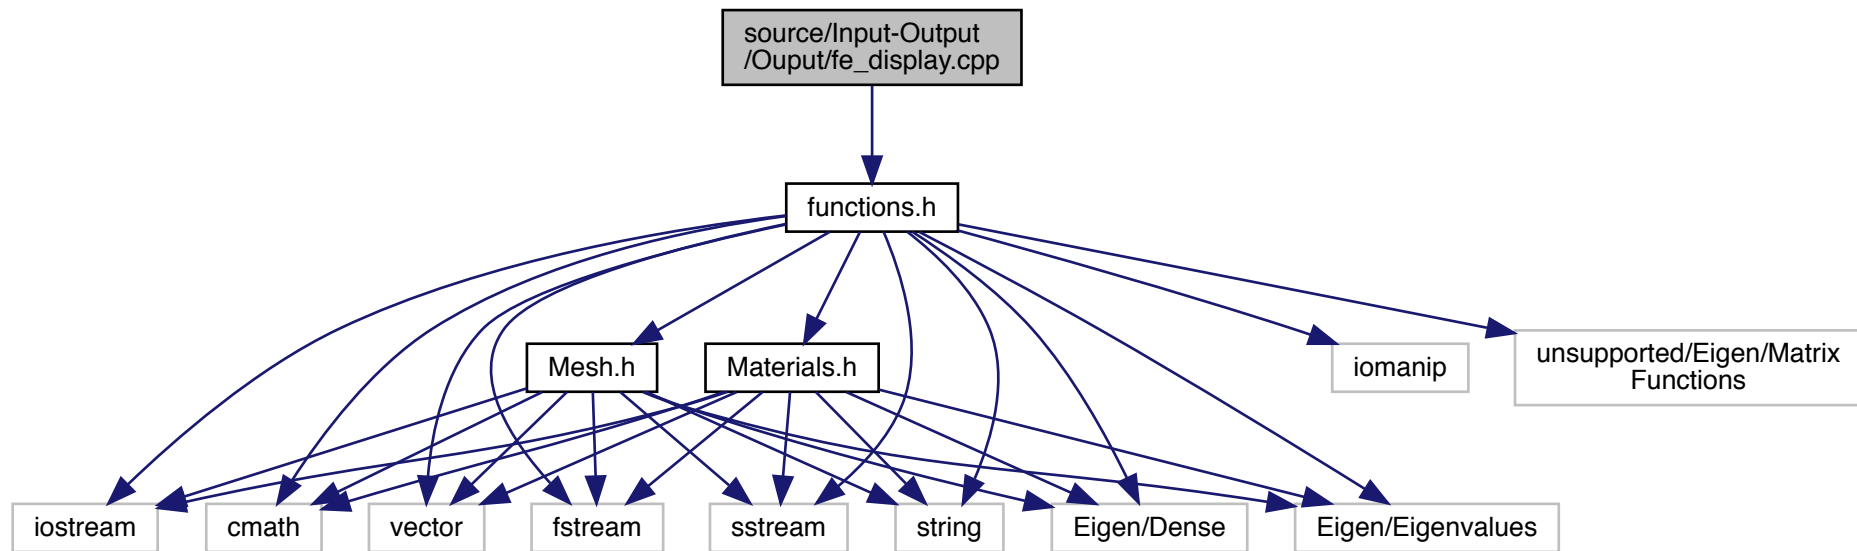 source/Input-Output
/Ouput/fe_display.cpp
functions.h
Mesh.h
Materials.h
iomanip
unsupported/Eigen/Matrix
Functions
iostream
cmath
vector
fstream
sstream
string
Eigen/Dense
Eigen/Eigenvalues